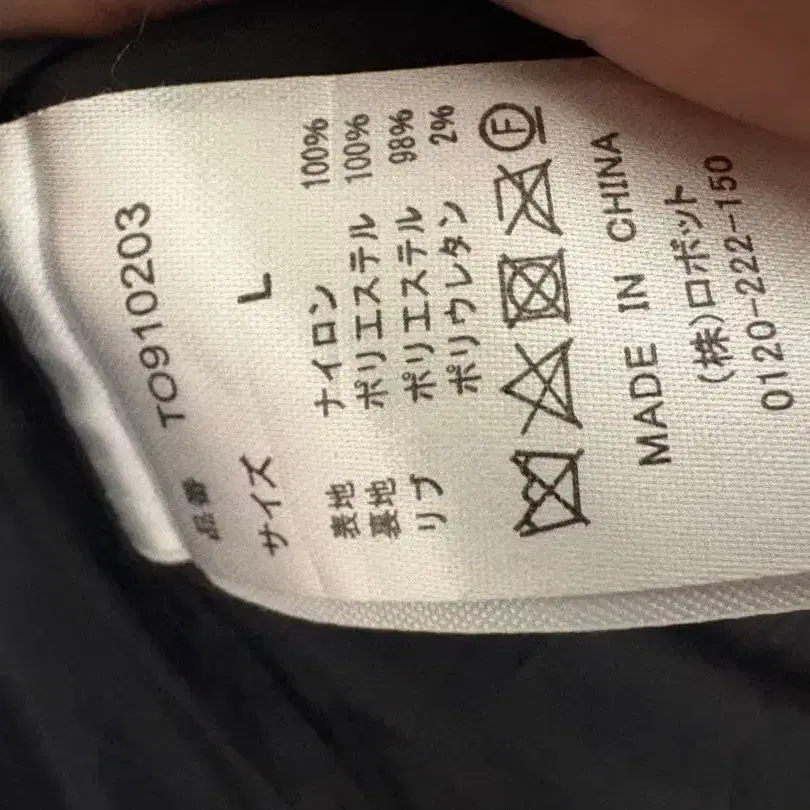 品番 TO910203
サイズ L
表地 ナイロン 100%
裏地 ポリエステル 100%
リブ ポリエステル 98%
ポリウレタン 2%
F
MADE IN CHINA
(株)ロボット
0120-222-150